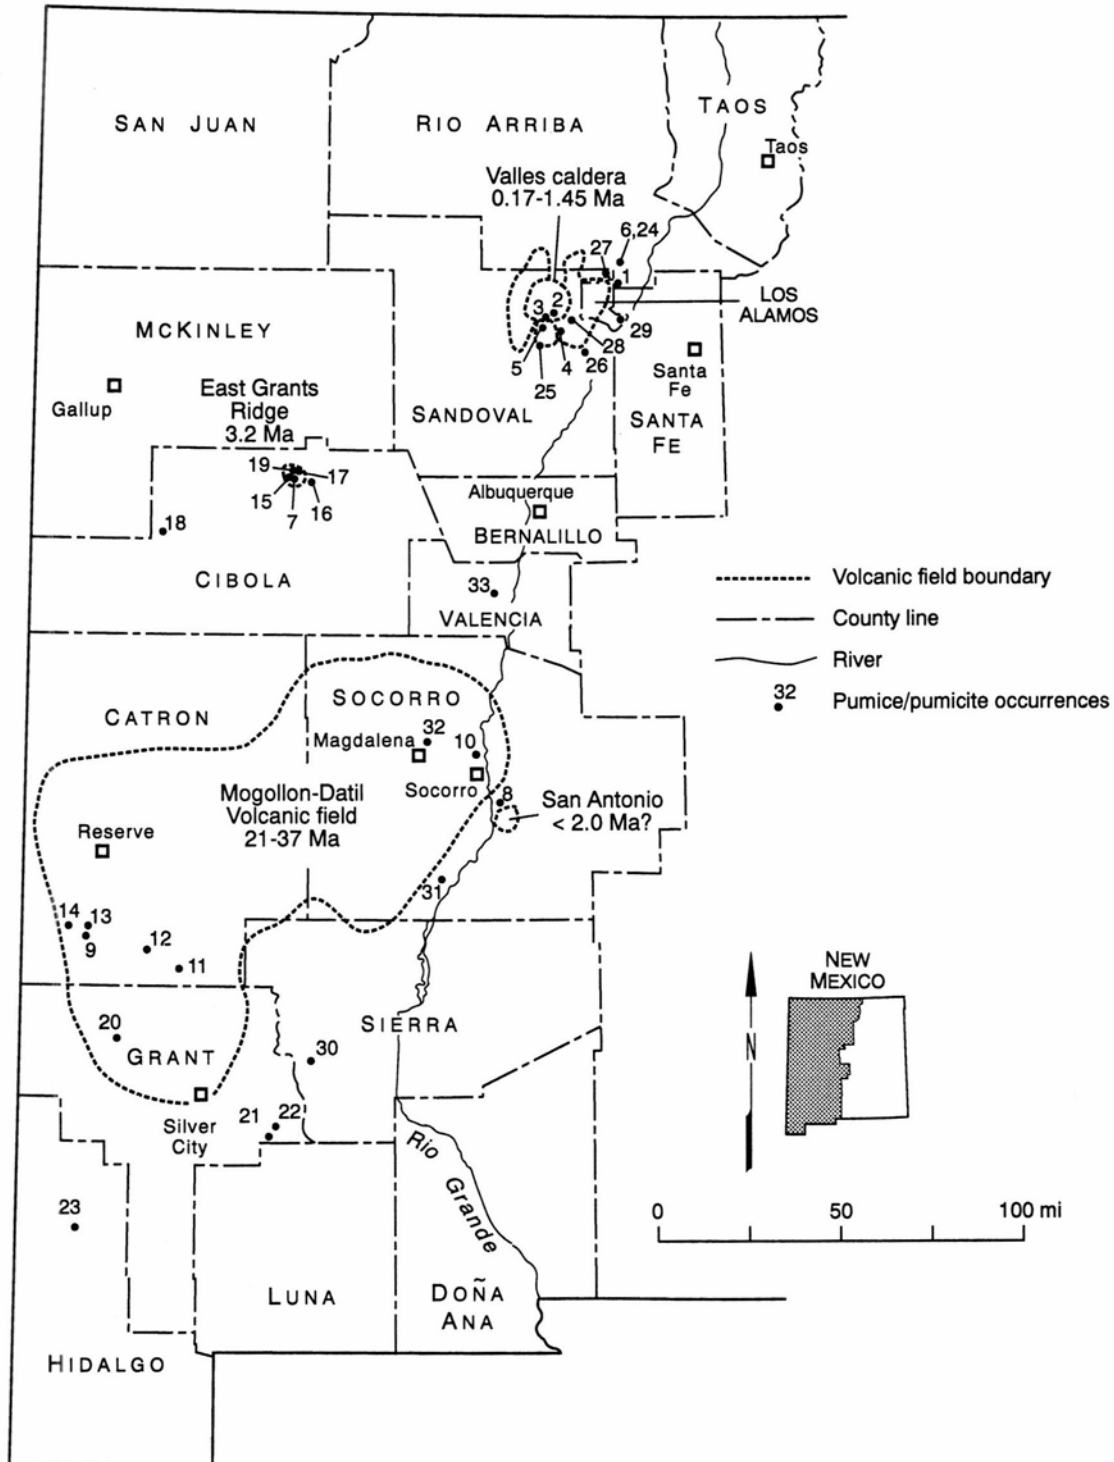 SAN JUAN
RIO ARRIBA
TAOS
Taos
Valles caldera
0.17-1.45 Ma
6,24
27
1
LOS
ALAMOS
3
2
29
28
5
4
26
25
MCKINLEY
Gallup
East Grants
Ridge
3.2 Ma
Santa
Fe
SANDOVAL
SANTA
FE
19
17
15
7
16
18
Albuquerque
BERNALILLO
CIBOLA
33
VALENCIA
Volcanic field boundary
County line
River
32
Pumice/pumicite occurrences
CATRON
SOCORRO
Magdalena
32
10
Socorro
8
Mogollon-Datil
Volcanic field
21-37 Ma
San Antonio
< 2.0 Ma?
Reserve
31
14
13
9
12
11
NEW
MEXICO
N
20
GRANT
SIERRA
30
Silver
City
21
22
Rio
Grande
23
0
50
100 mi
LUNA
DOÑA
ANA
HIDALGO